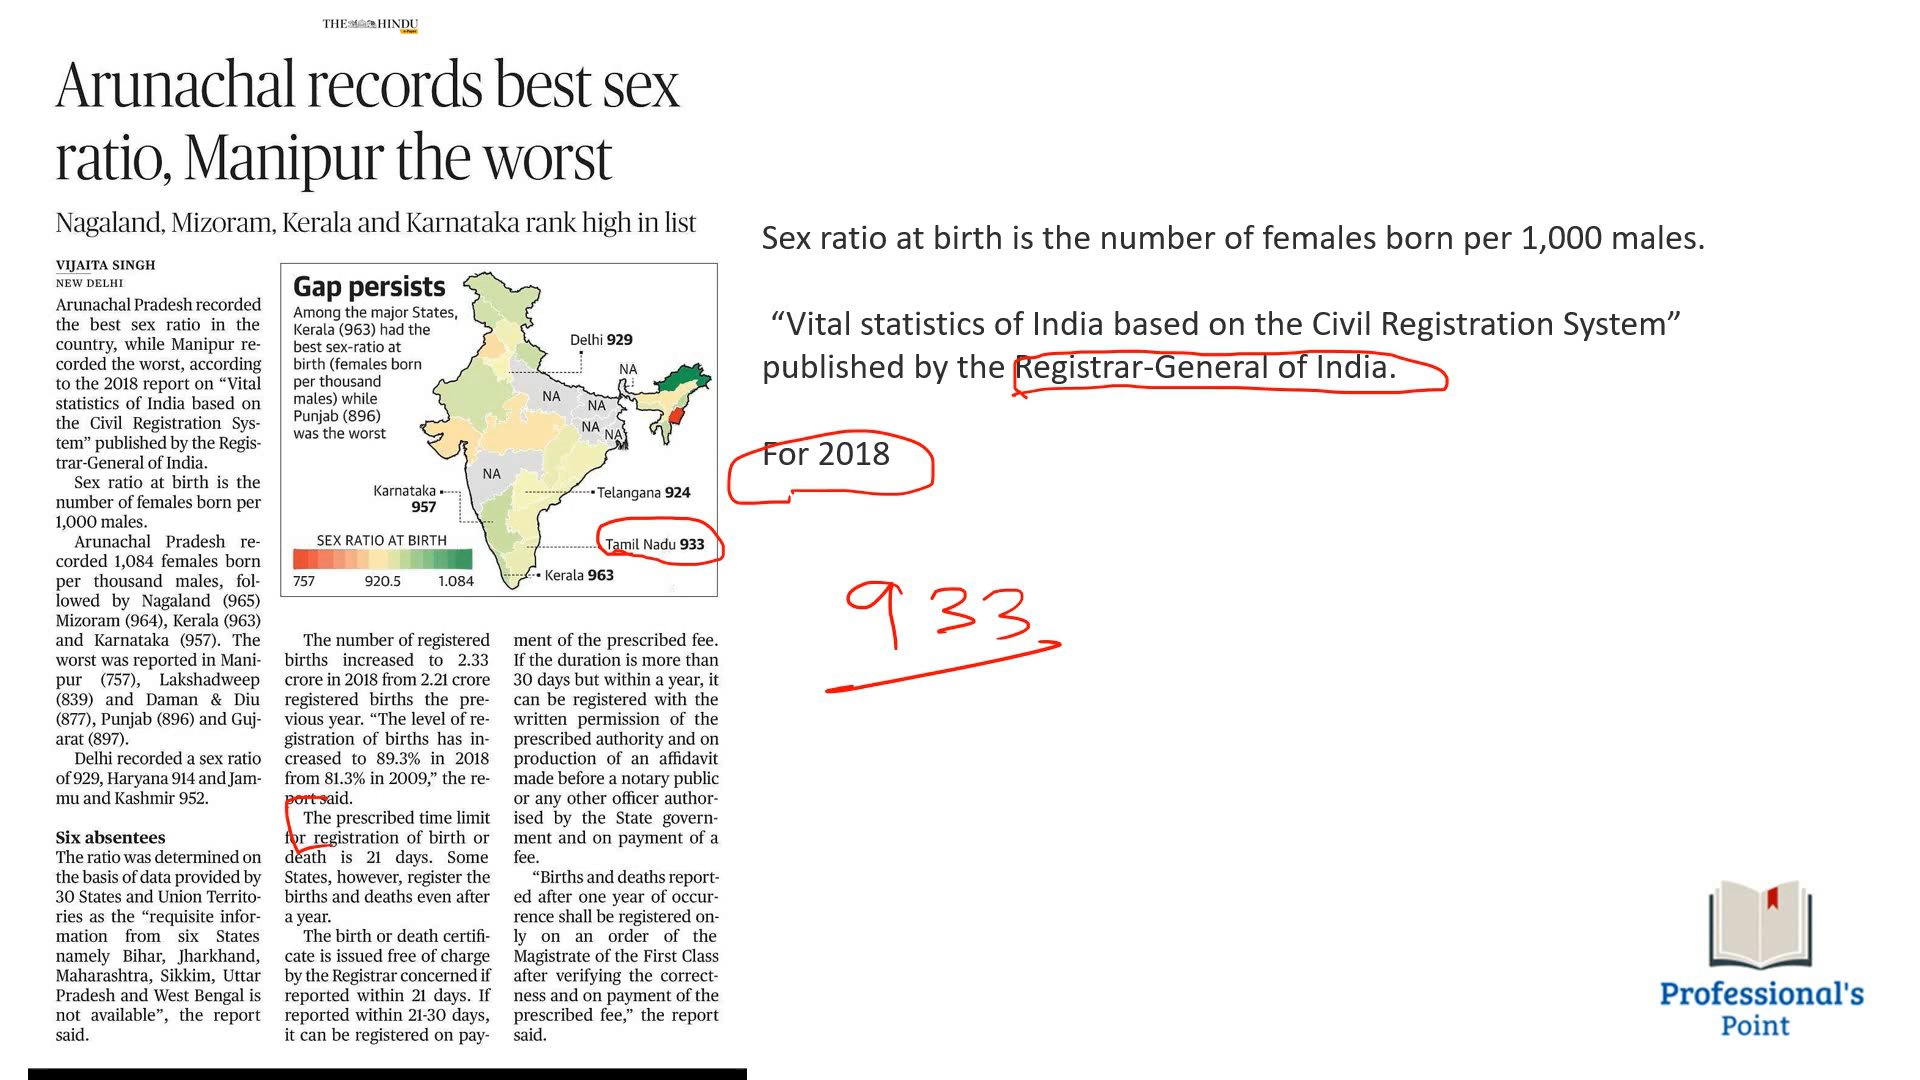 THE HINDU
e-Paper
Arunachal records best sex
ratio, Manipur the worst
Nagaland, Mizoram, Kerala and Karnataka rank high in list
VIJAITA SINGH
NEW DELHI
Arunachal Pradesh recorded
the best sex ratio in the
country, while Manipur re-
corded the worst, according
to the 2018 report on “Vital
statistics of India based on
the Civil Registration Sys-
tem” published by the Regis-
trar-General of India.
Sex ratio at birth is the
number of females born per
1,000 males.
Arunachal Pradesh re-
corded 1,084 females born
per thousand males, fol-
lowed by Nagaland (965)
Mizoram (964), Kerala (963)
and Karnataka (957). The
worst was reported in Mani-
pur (757), Lakshadweep
(839) and Daman & Diu
(877), Punjab (896) and Guj-
arat (897).
Delhi recorded a sex ratio
of 929, Haryana 914 and Jam-
mu and Kashmir 952.
Six absentees
The ratio was determined on
the basis of data provided by
30 States and Union Territo-
ries as the “requisite infor-
mation from six States
namely Bihar, Jharkhand,
Maharashtra, Sikkim, Uttar
Pradesh and West Bengal is
not available”, the report
said.
Gap persists
Among the major States,
Kerala (963) had the
best sex-ratio at
birth (females born
per thousand
males) while
Punjab (896)
was the worst
Delhi 929
NA
NA
NA
NA
NA
NA
Karnataka
957
Telangana 924
Tamil Nadu 933
Kerala 963
SEX RATIO AT BIRTH
757 920.5 1.084
The number of registered
births increased to 2.33
crore in 2018 from 2.21 crore
registered births the pre-
vious year. “The level of re-
gistration of births has in-
creased to 89.3% in 2018
from 81.3% in 2009,” the re-
port said.
The prescribed time limit
for registration of birth or
death is 21 days. Some
States, however, register the
births and deaths even after
a year.
The birth or death certifi-
cate is issued free of charge
by the Registrar concerned if
reported within 21 days. If
reported within 21-30 days,
it can be registered on pay-
ment of the prescribed fee.
If the duration is more than
30 days but within a year, it
can be registered with the
written permission of the
prescribed authority and on
production of an affidavit
made before a notary public
or any other officer author-
ised by the State govern-
ment and on payment of a
fee.
“Births and deaths report-
ed after one year of occur-
rence shall be registered on-
ly on an order of the
Magistrate of the First Class
after verifying the correct-
ness and on payment of the
prescribed fee,” the report
said.
Sex ratio at birth is the number of females born per 1,000 males.
“Vital statistics of India based on the Civil Registration System”
published by the Registrar-General of India.
For 2018
933
Professional's
Point